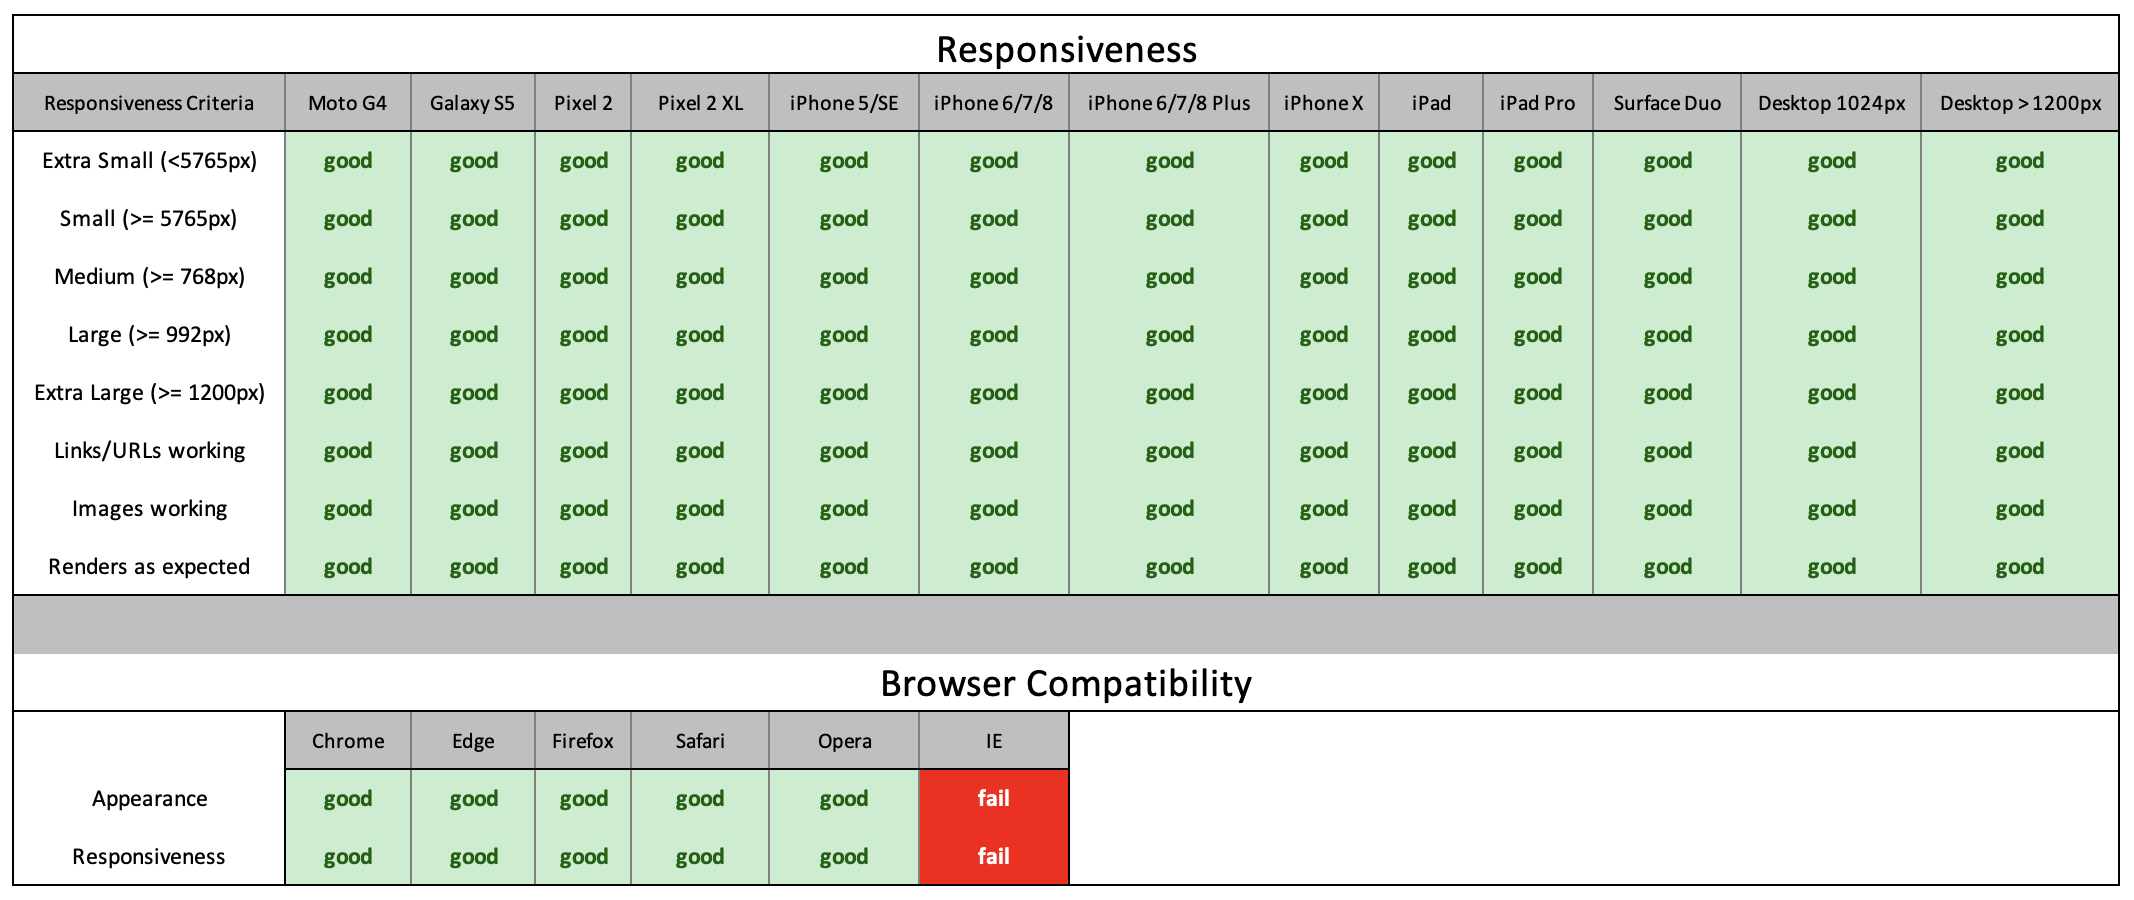 Responsiveness
Responsiveness Criteria Moto G4 Galaxy S5 Pixel 2 Pixel 2 XL iPhone 5/SE iPhone 6/7/8 iPhone 6/7/8 Plus iPhone X iPad iPad Pro Surface Duo Desktop 1024px Desktop > 1200px
Extra Small (<5765px) good good good good good good good good good good good good good
Small (>= 5765px) good good good good good good good good good good good good good
Medium (>= 768px) good good good good good good good good good good good good good
Large (>= 992px) good good good good good good good good good good good good good
Extra Large (>= 1200px) good good good good good good good good good good good good good
Links/URLs working good good good good good good good good good good good good good
Images working good good good good good good good good good good good good good
Renders as expected good good good good good good good good good good good good good
Browser Compatibility
Chrome Edge Firefox Safari Opera IE
Appearance good good good good good fail
Responsiveness good good good good good fail